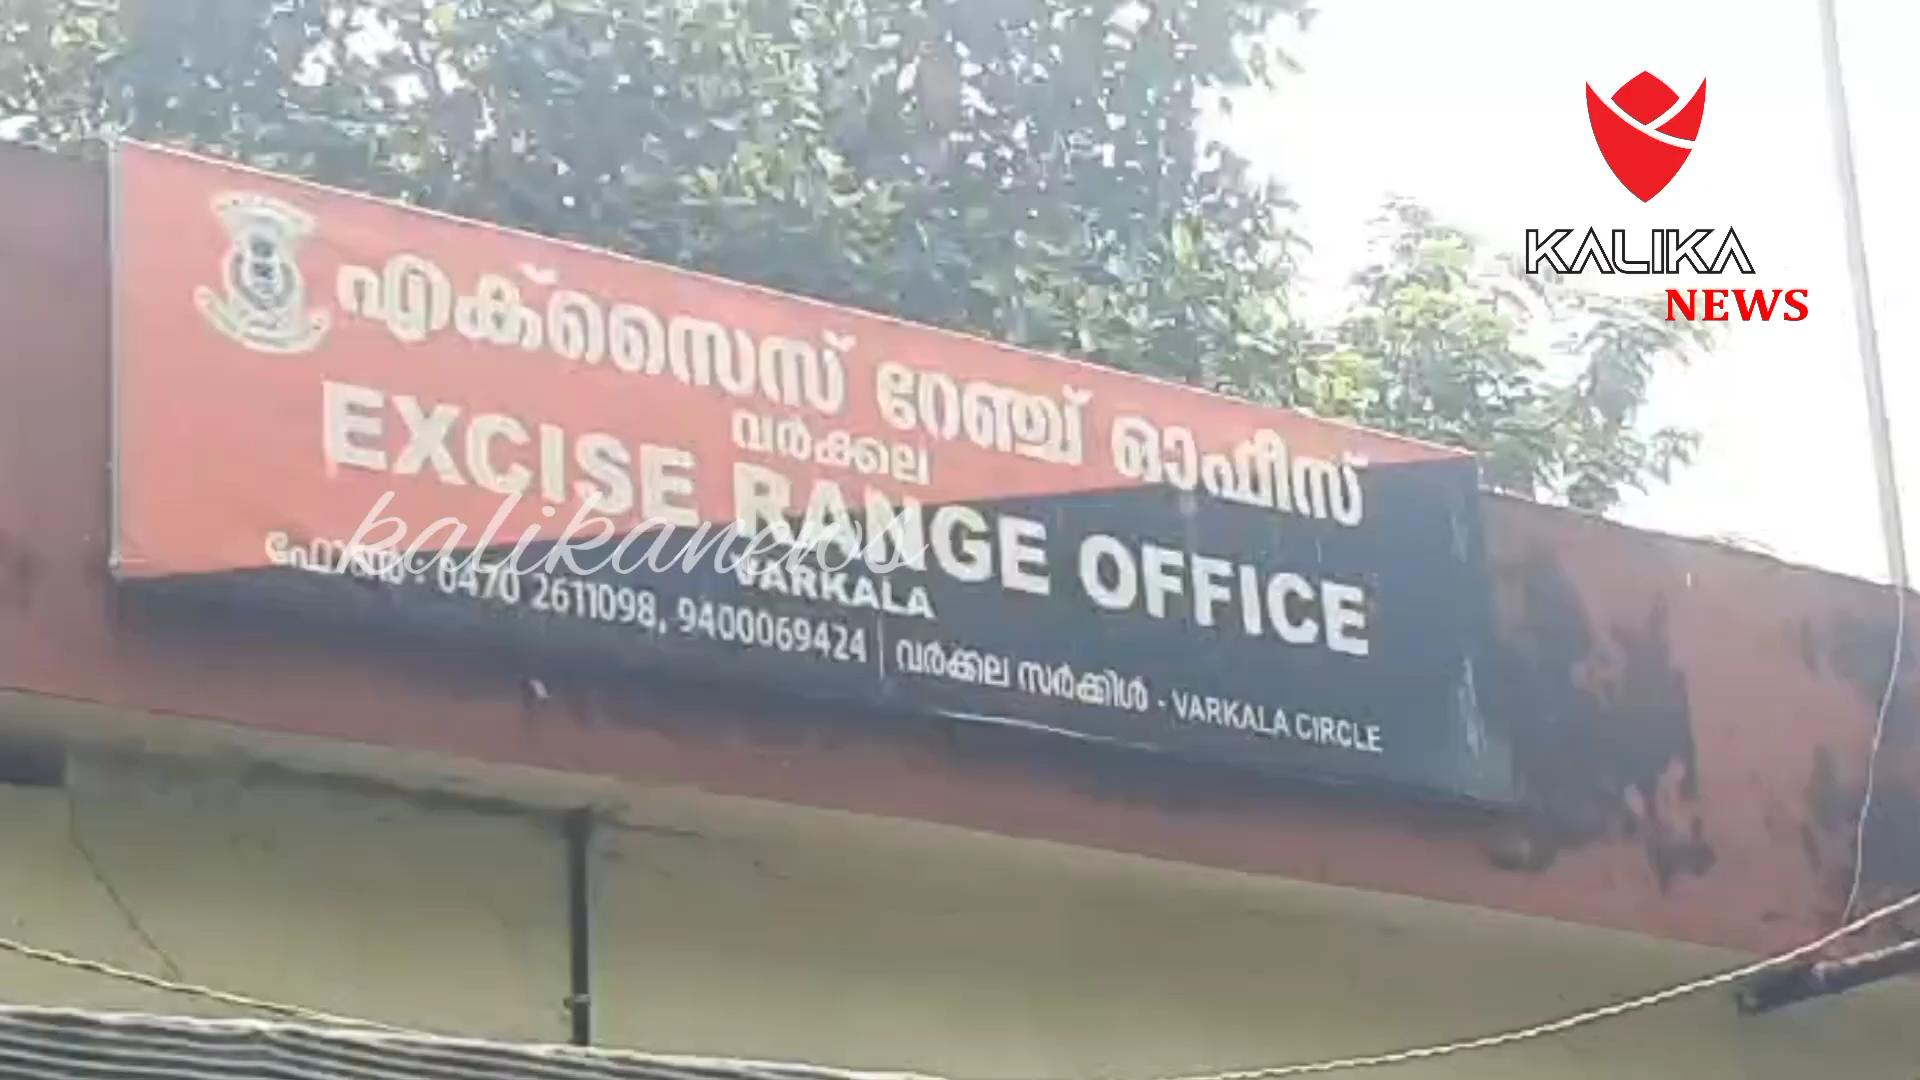 എക്സൈസ് റേഞ്ച് ഓഫീസ്
വർക്കല
EXCISE RANGE OFFICE
VARKALA
ഫോൺ : 0470 2611098, 9400069424 | വർക്കല സർക്കിൾ - VARKALA CIRCLE
kalikanews
KALIKA
NEWS